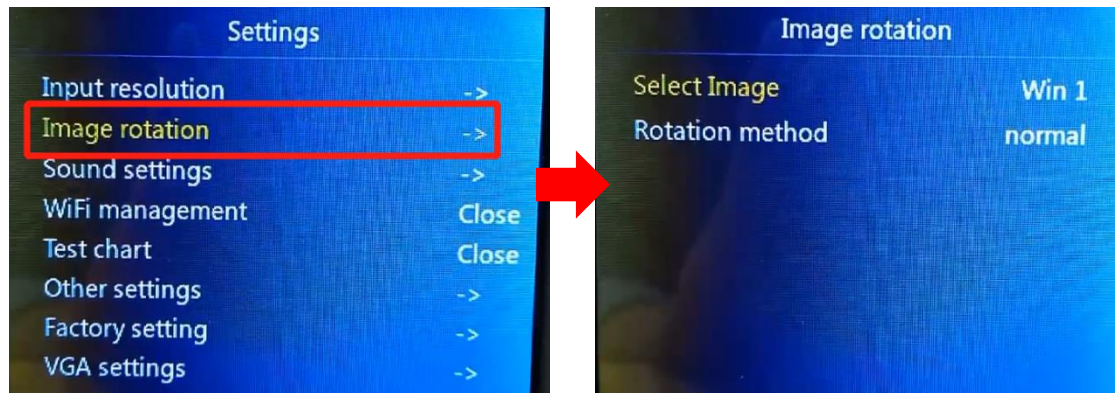 Settings
Input resolution ->
Image rotation ->
Sound settings ->
WiFi management Close
Test chart Close
Other settings ->
Factory setting ->
VGA settings ->
Image rotation
Select Image Win 1
Rotation method normal